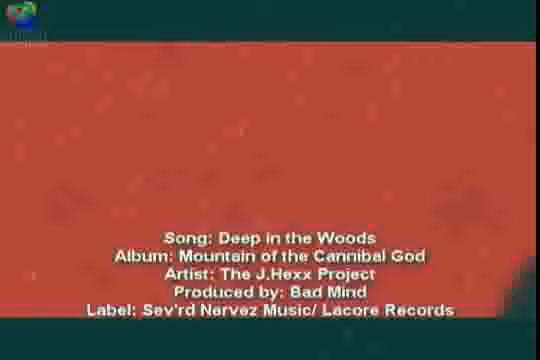 Song: Deep in the Woods
Album: Mountain of the Cannibal God
Artist: The J.Hexx Project
Produced by: Bad Mind
Label: Sev'rd Nervez Music/ Lacore Records